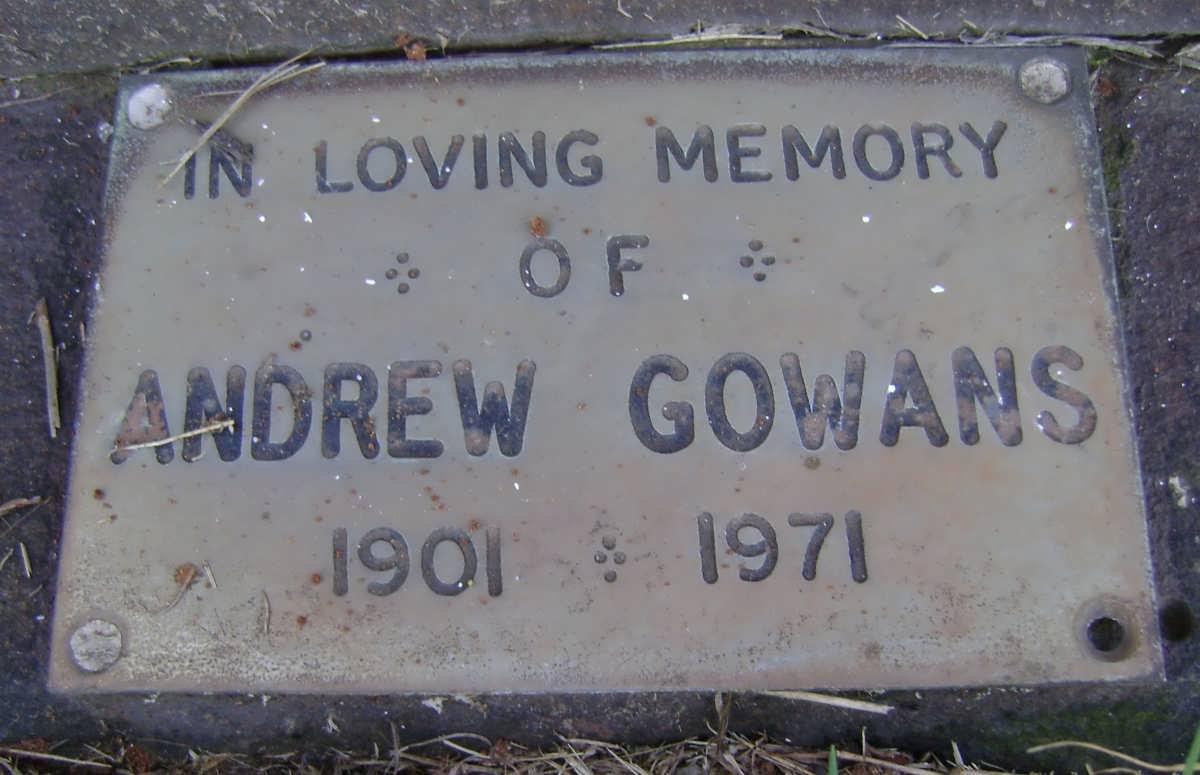 IN LOVING MEMORY
OF
ANDREW GOWANS
1901 1971